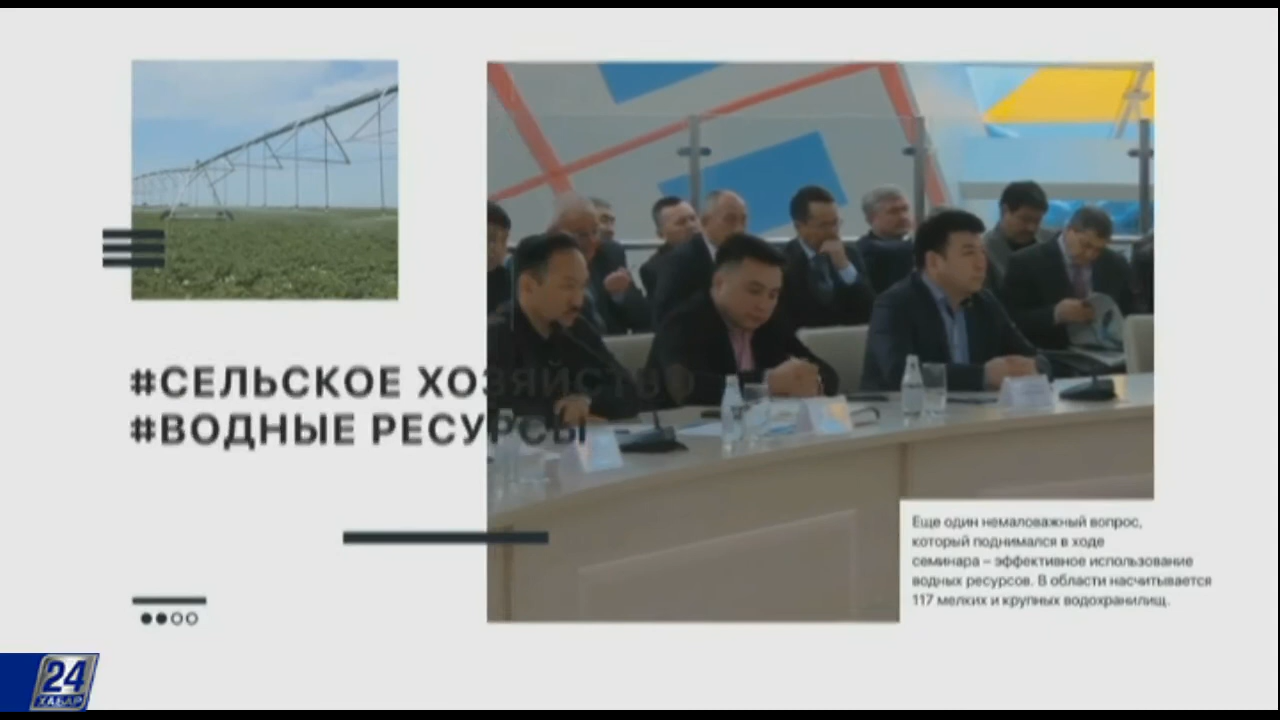 #СЕЛЬСКОЕ ХОЗЯЙСТВО
#ВОДНЫЕ РЕСУРСЫ
Еще один немаловажный вопрос,
который поднимался в ходе
семинара – эффективное использование
водных ресурсов. В области насчитывается
117 мелких и крупных водохранилищ.
24
ХАБАР